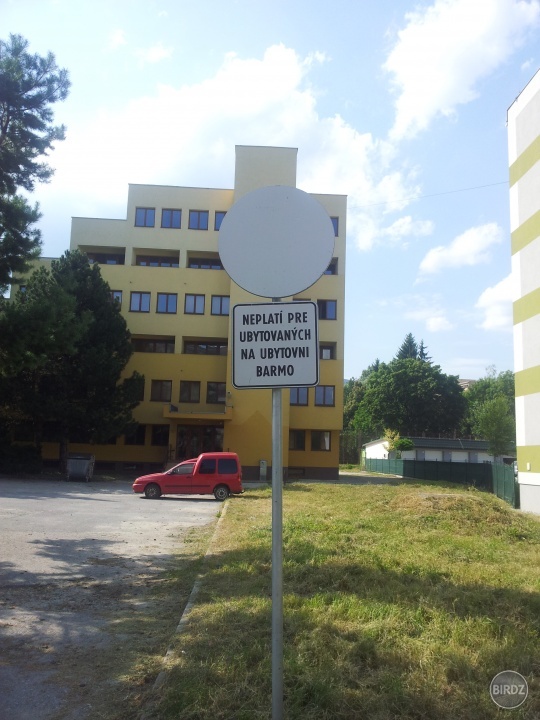 NEPLATÍ PRE
UBYTOVANÝCH
NA UBYTOVNI
BARMO
BIRDZ